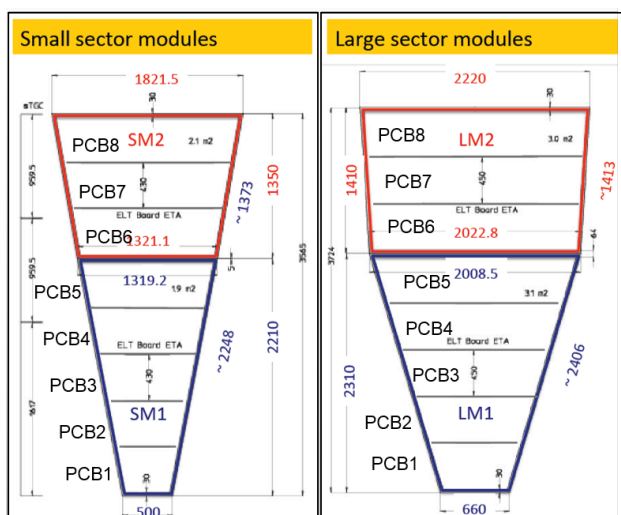 Small sector modules
1821.5
30
sTGC
PCB8
SM2
2.1 m2
959.5
430
PCB7
~ 1373
1350
ELT Board ETA
PCB6
1321.1
3565
959.5
5
1319.2
PCB5
1.9 m2
PCB4
ELT Board ETA
~ 2248
2210
PCB3
430
1617
SM1
PCB2
PCB1
30
500
Large sector modules
2220
30
PCB8
LM2
3.0 m2
1410
~1413
PCB7
450
ELT Board ETA
PCB6
2022.8
64
3724
2008.5
PCB5
31 m2
PCB4
ELT Board ETA
~ 2406
PCB3
450
2310
LM1
PCB2
PCB1
30
660